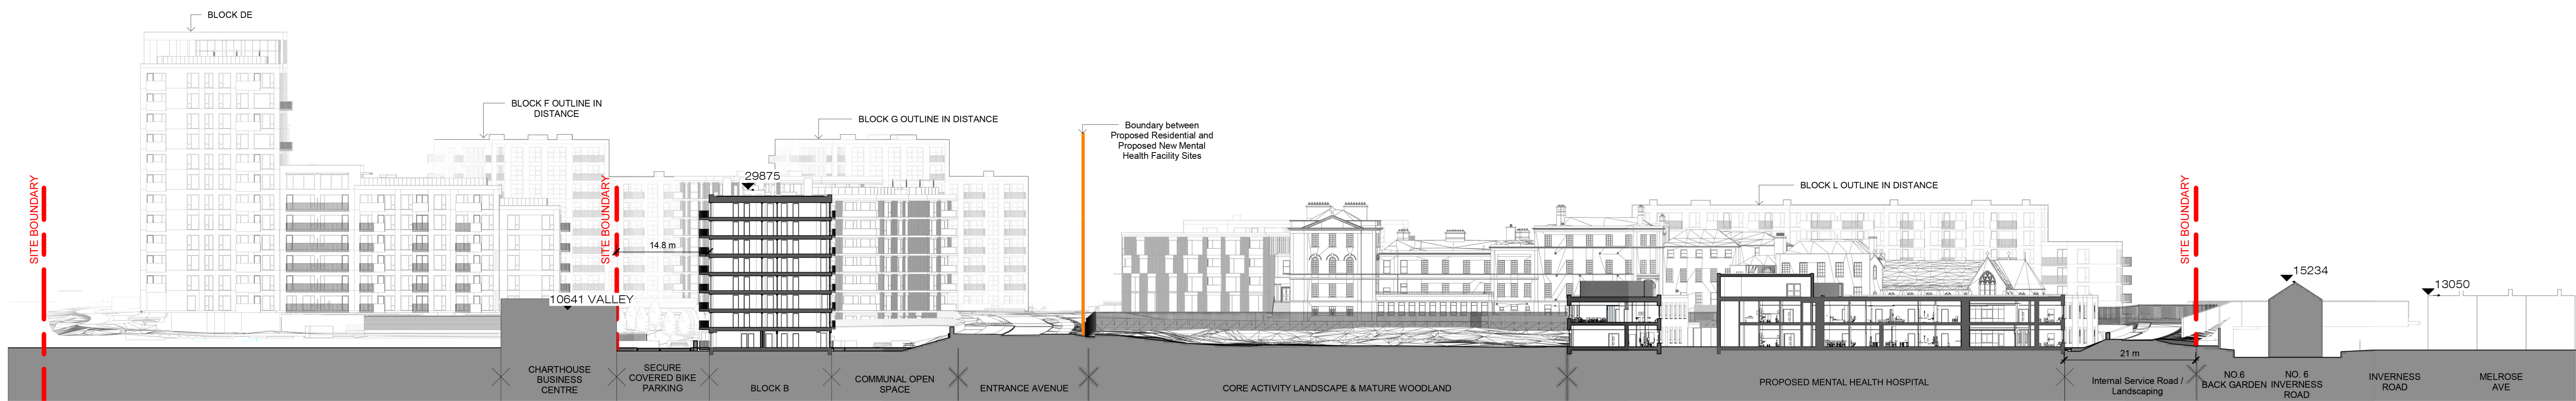 BLOCK DE
BLOCK F OUTLINE IN
DISTANCE
BLOCK G OUTLINE IN DISTANCE
Boundary between
Proposed Residential and
Proposed New Mental
Health Facility Sites
BLOCK L OUTLINE IN DISTANCE
SITE BOUNDARY
SITE BOUNDARY
SITE BOUNDARY
29875
14.8 m
10641 VALLEY
15234
13050
21 m
CHARTHOUSE
BUSINESS
CENTRE
SECURE
COVERED BIKE
PARKING
BLOCK B
COMMUNAL OPEN
SPACE
ENTRANCE AVENUE
CORE ACTIVITY LANDSCAPE & MATURE WOODLAND
PROPOSED MENTAL HEALTH HOSPITAL
Internal Service Road /
Landscaping
NO.6
BACK GARDEN
NO. 6
INVERNESS
ROAD
INVERNESS
ROAD
MELROSE
AVE